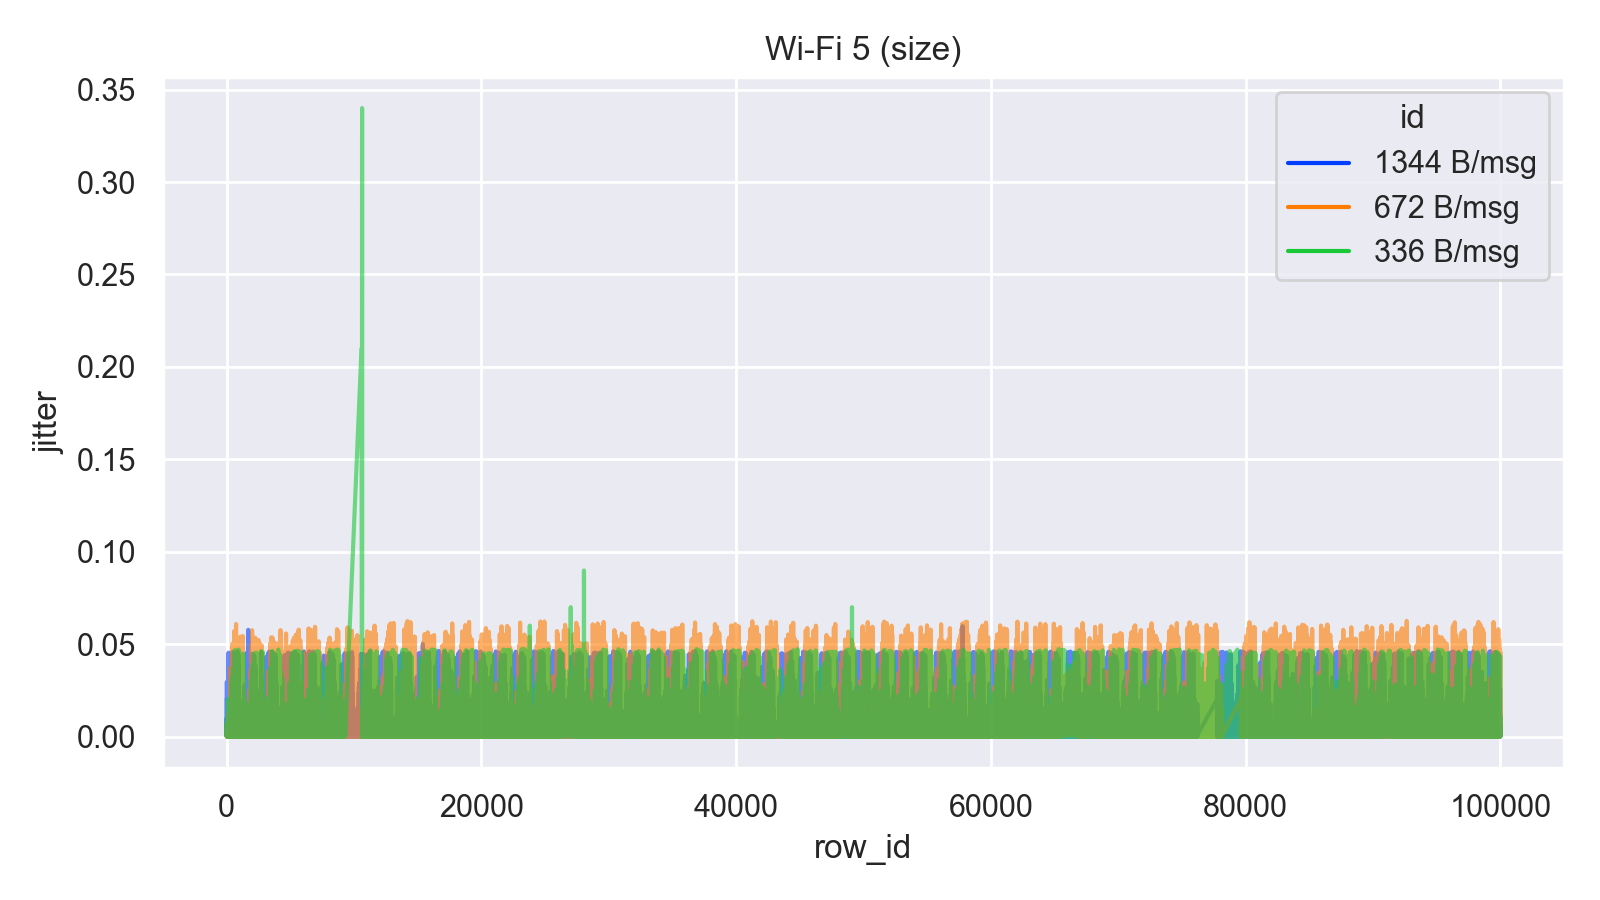 Wi-Fi 5 (size)
0.35
0.30
0.25
0.20
0.15
0.10
0.05
0.00
jitter
id
1344 B/msg
672 B/msg
336 B/msg
0 20000 40000 60000 80000 100000
row_id